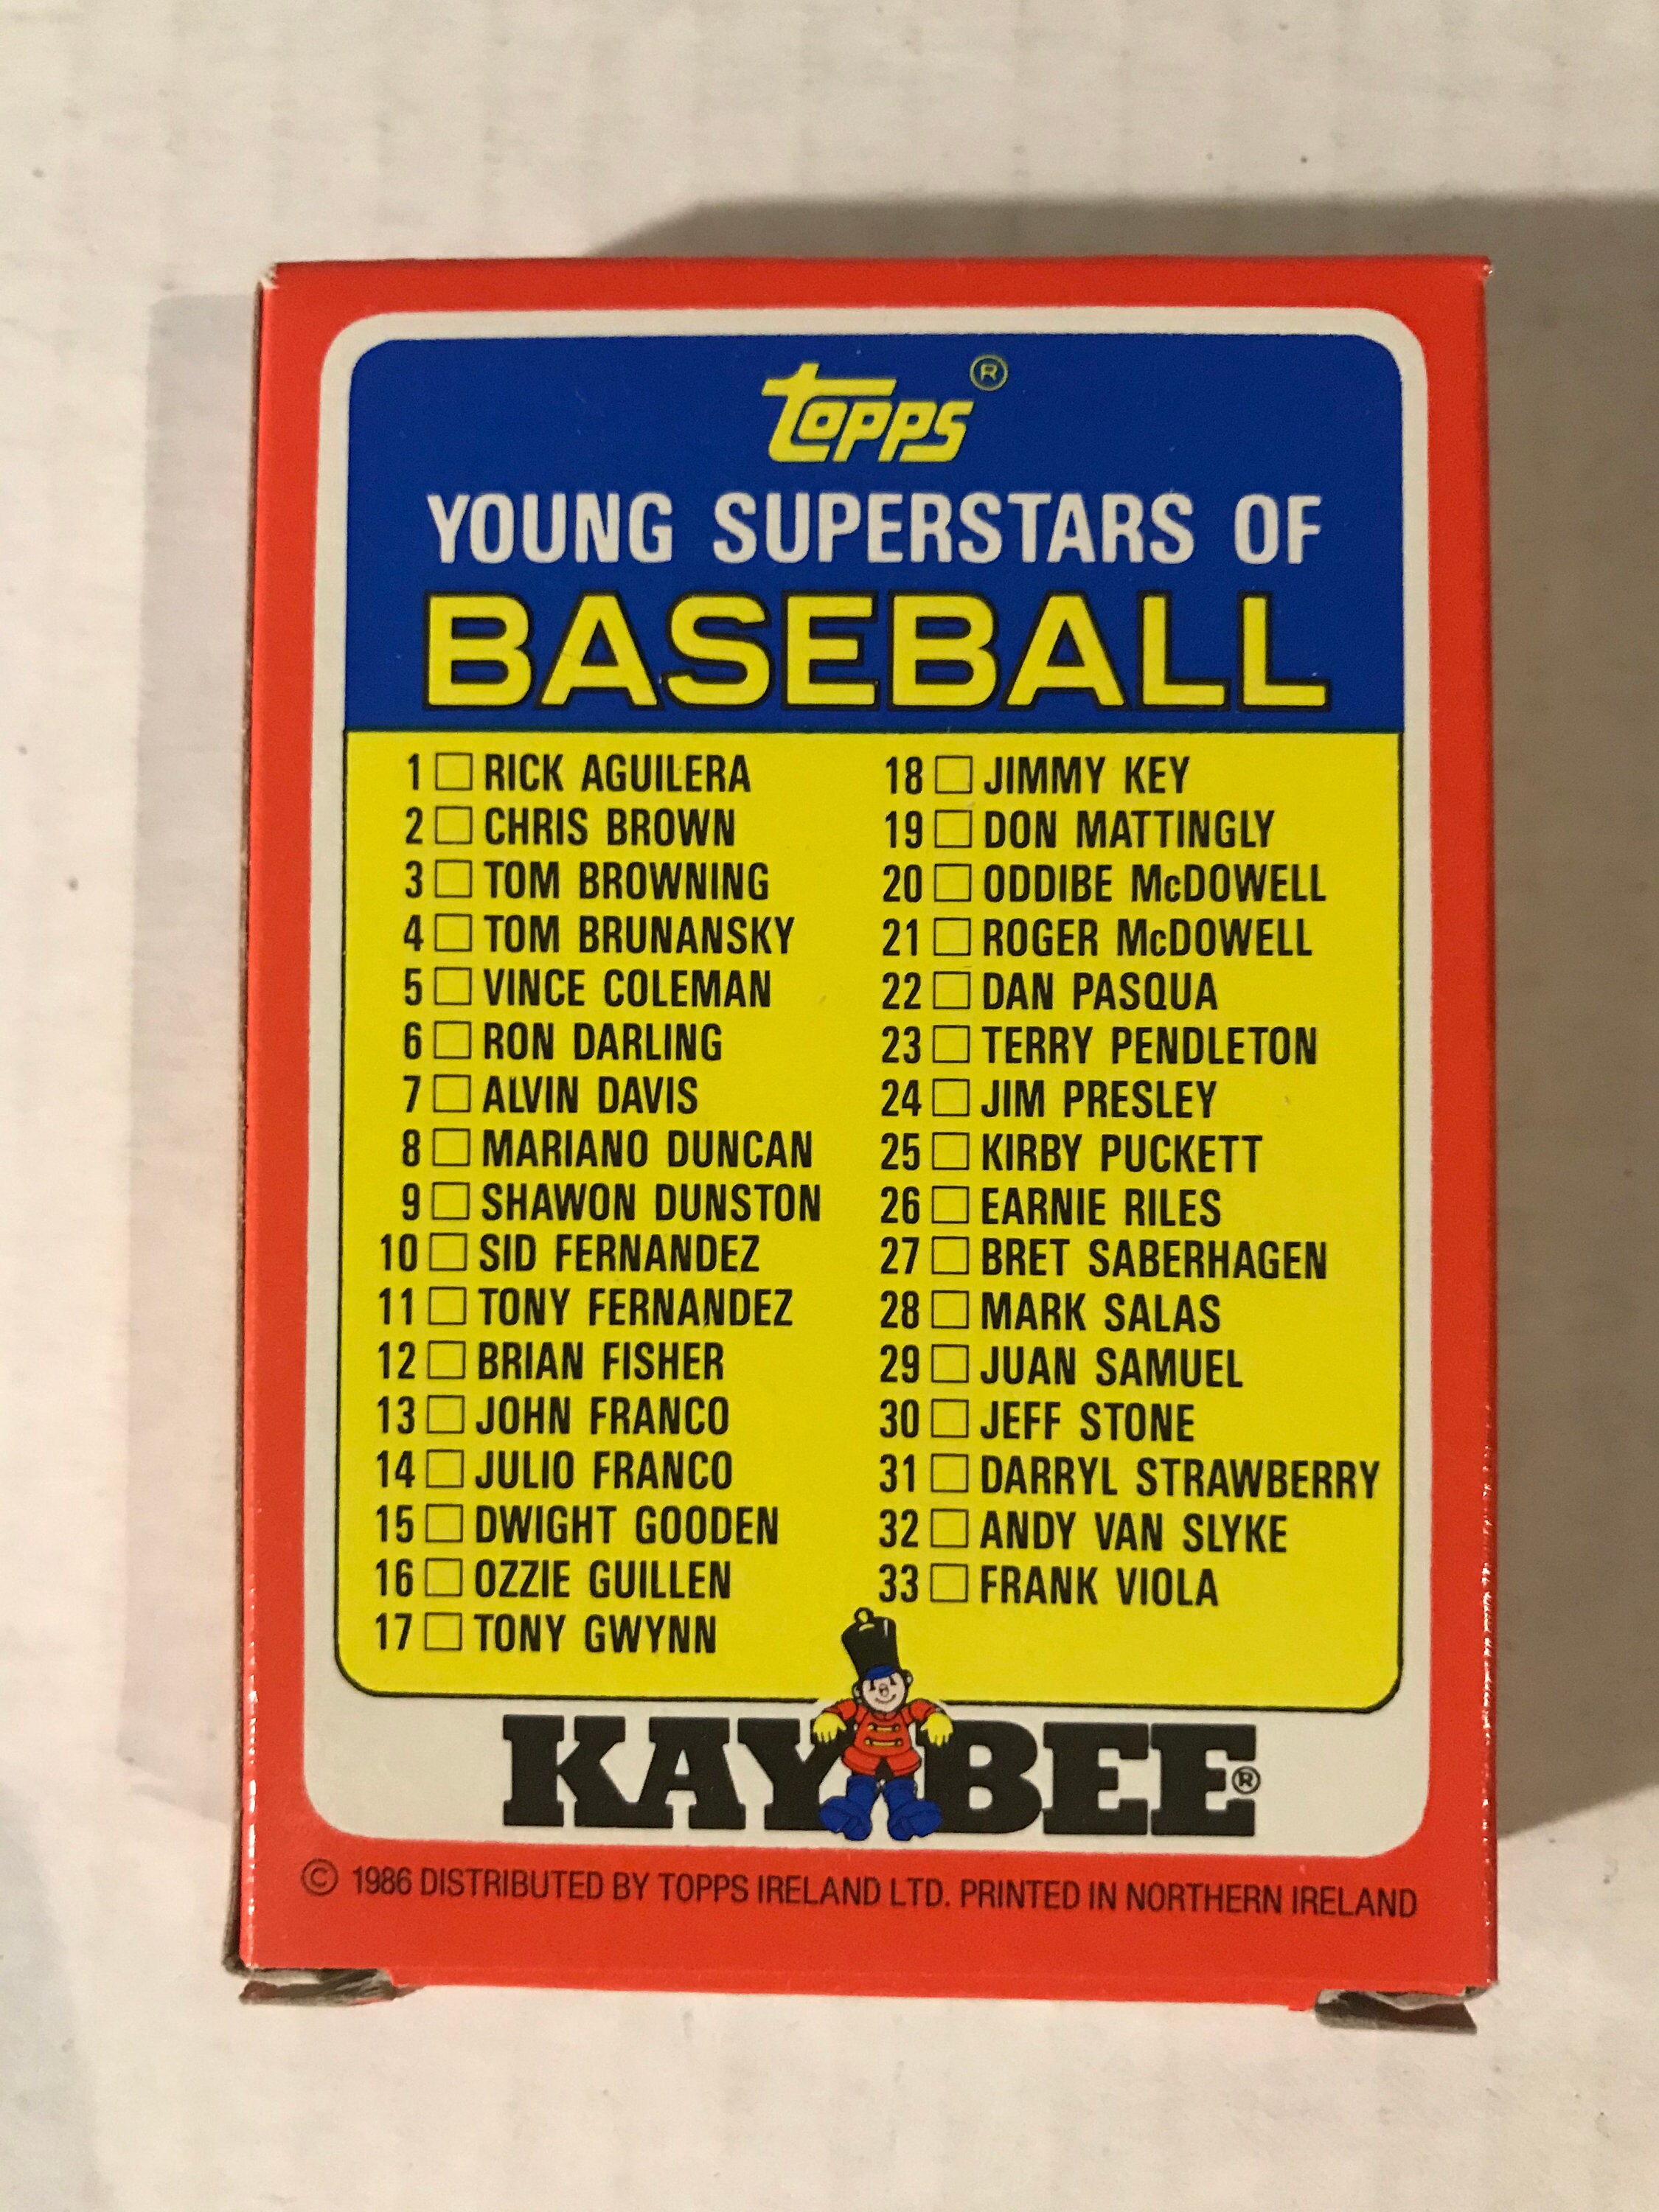 topps®
YOUNG SUPERSTARS OF
BASEBALL
1 □ RICK AGUILERA
2 □ CHRIS BROWN
3 □ TOM BROWNING
4 □ TOM BRUNANSKY
5 □ VINCE COLEMAN
6 □ RON DARLING
7 □ ALVIN DAVIS
8 □ MARIANO DUNCAN
9 □ SHAWON DUNSTON
10 □ SID FERNANDEZ
11 □ TONY FERNANDEZ
12 □ BRIAN FISHER
13 □ JOHN FRANCO
14 □ JULIO FRANCO
15 □ DWIGHT GOODEN
16 □ OZZIE GUILLEN
17 □ TONY GWYNN
18 □ JIMMY KEY
19 □ DON MATTINGLY
20 □ ODDIBE McDOWELL
21 □ ROGER McDOWELL
22 □ DAN PASQUA
23 □ TERRY PENDLETON
24 □ JIM PRESLEY
25 □ KIRBY PUCKETT
26 □ EARNIE RILES
27 □ BRET SABERHAGEN
28 □ MARK SALAS
29 □ JUAN SAMUEL
30 □ JEFF STONE
31 □ DARRYL STRAWBERRY
32 □ ANDY VAN SLYKE
33 □ FRANK VIOLA
KAY BEE®
© 1986 DISTRIBUTED BY TOPPS IRELAND LTD. PRINTED IN NORTHERN IRELAND